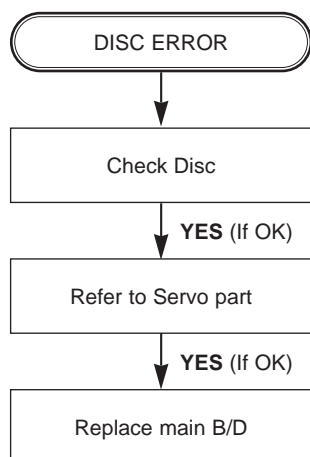 DISC ERROR
Check Disc
YES (If OK)
Refer to Servo part
YES (If OK)
Replace main B/D